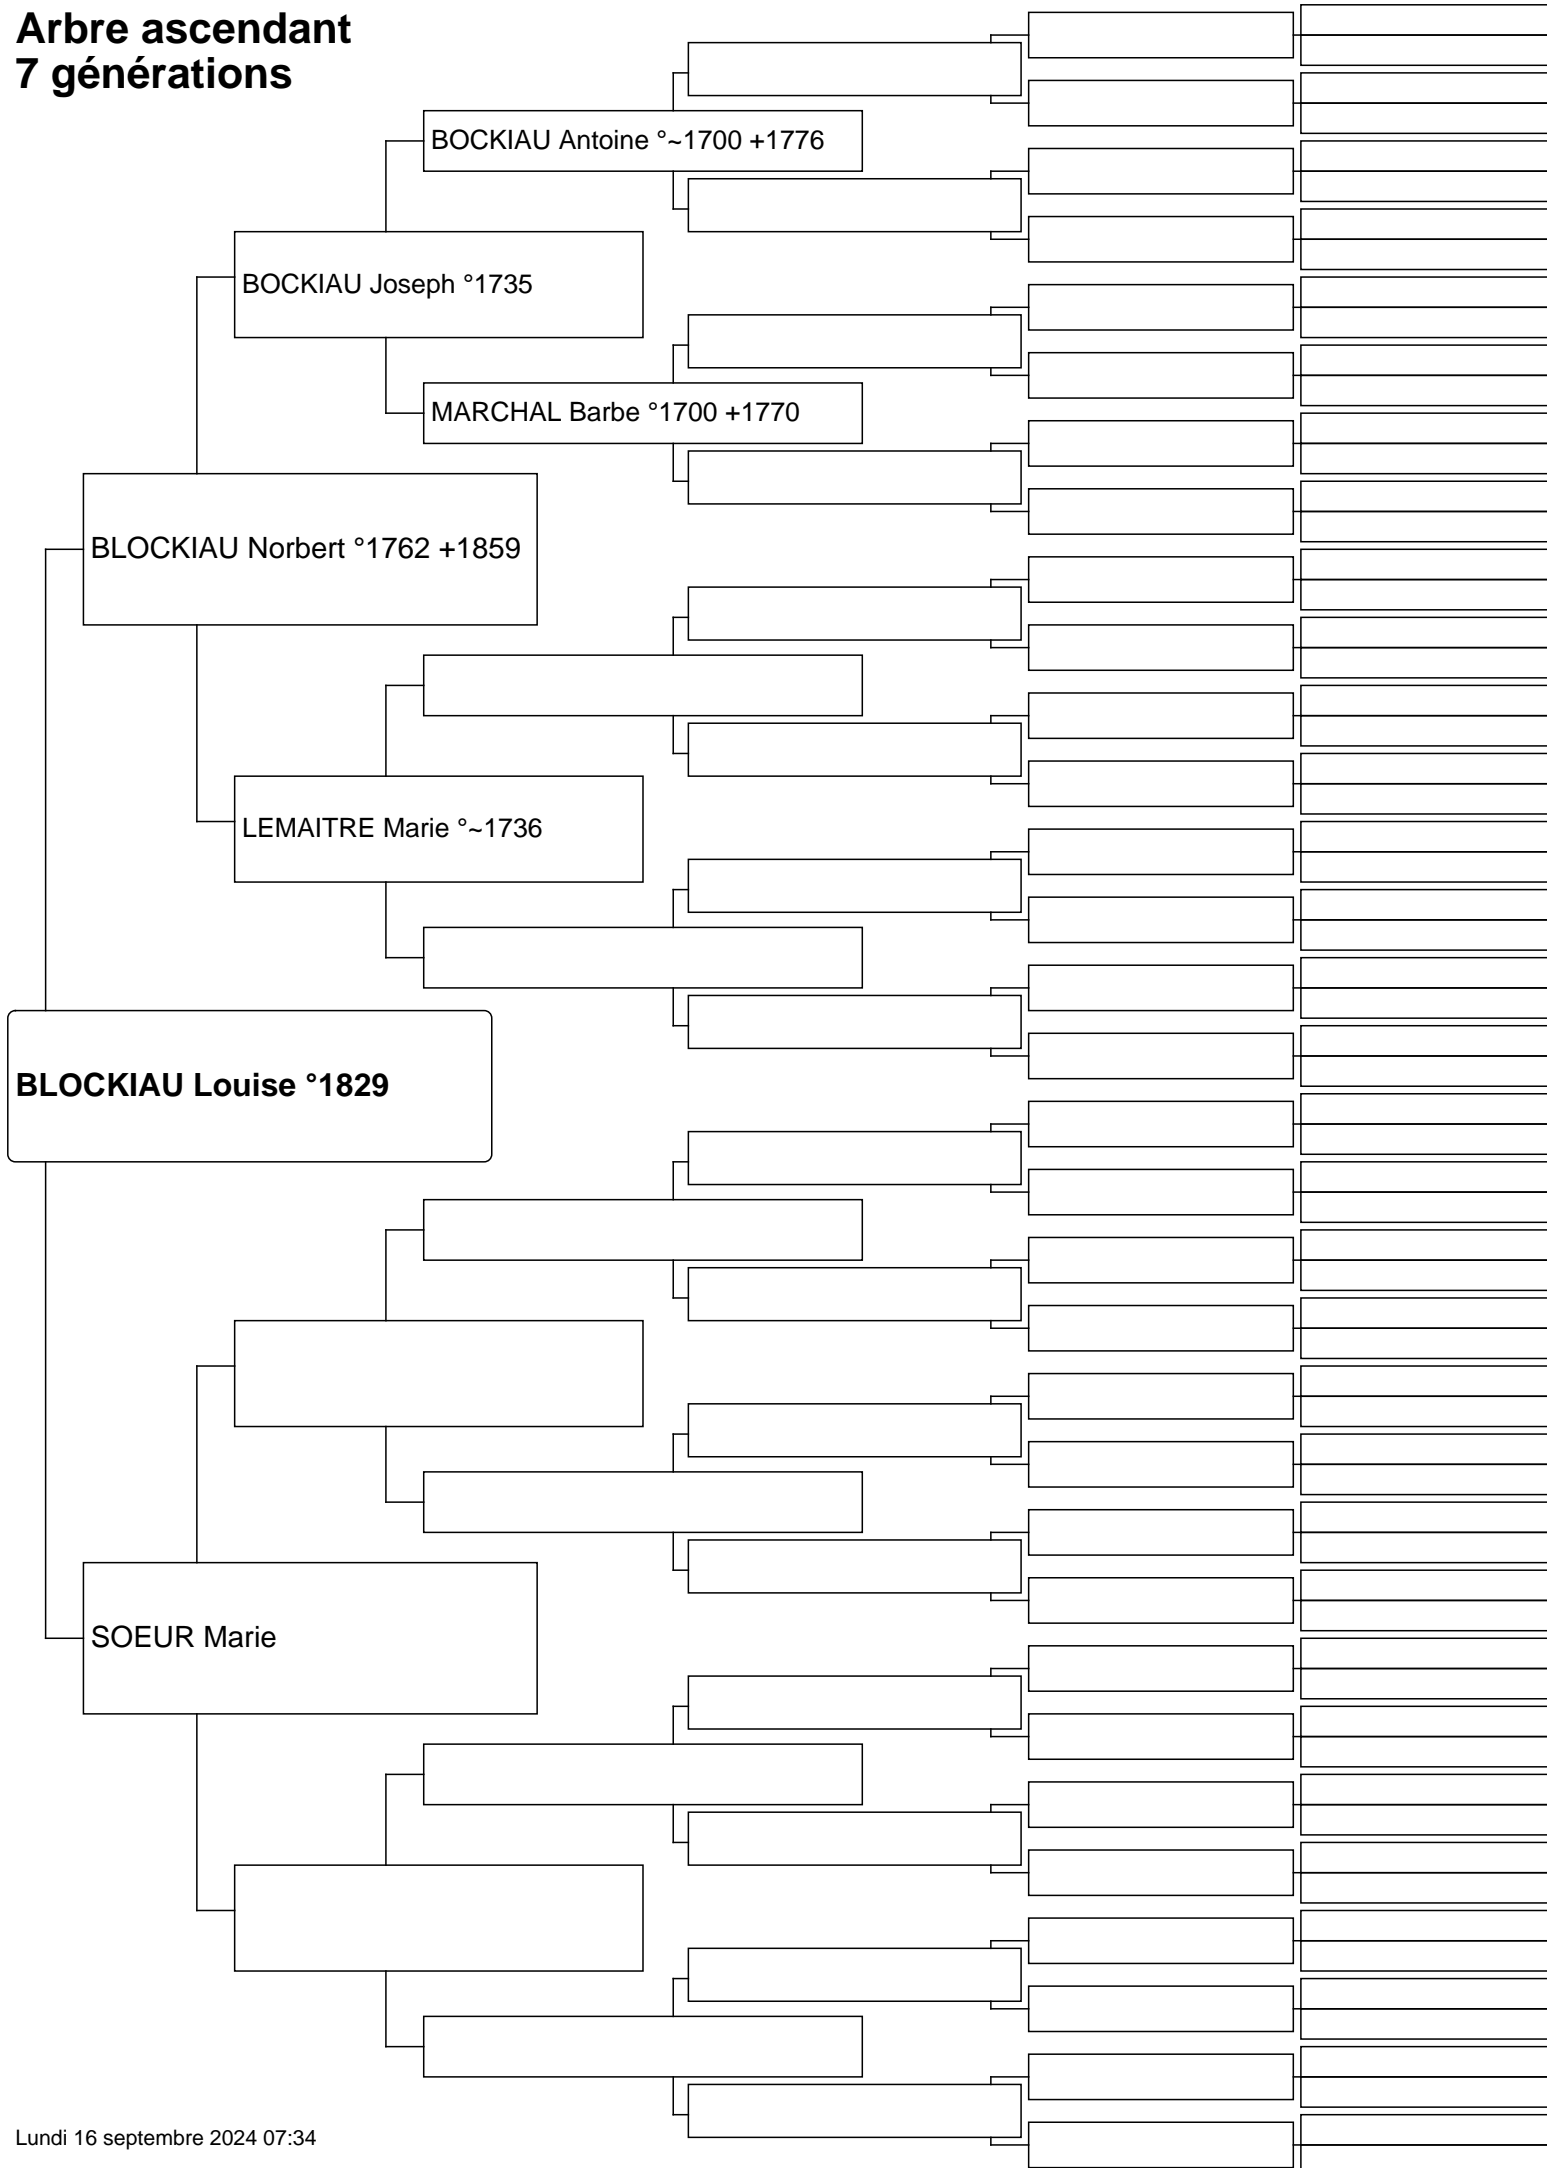 Arbre ascendant
7 générations
BOCKIAU Antoine °~1700 +1776
BOCKIAU Joseph °1735
MARCHAL Barbe °1700 +1770
BLOCKIAU Norbert °1762 +1859
LEMAITRE Marie °~1736
BLOCKIAU Louise °1829
SOEUR Marie
Lundi 16 septembre 2024 07:34